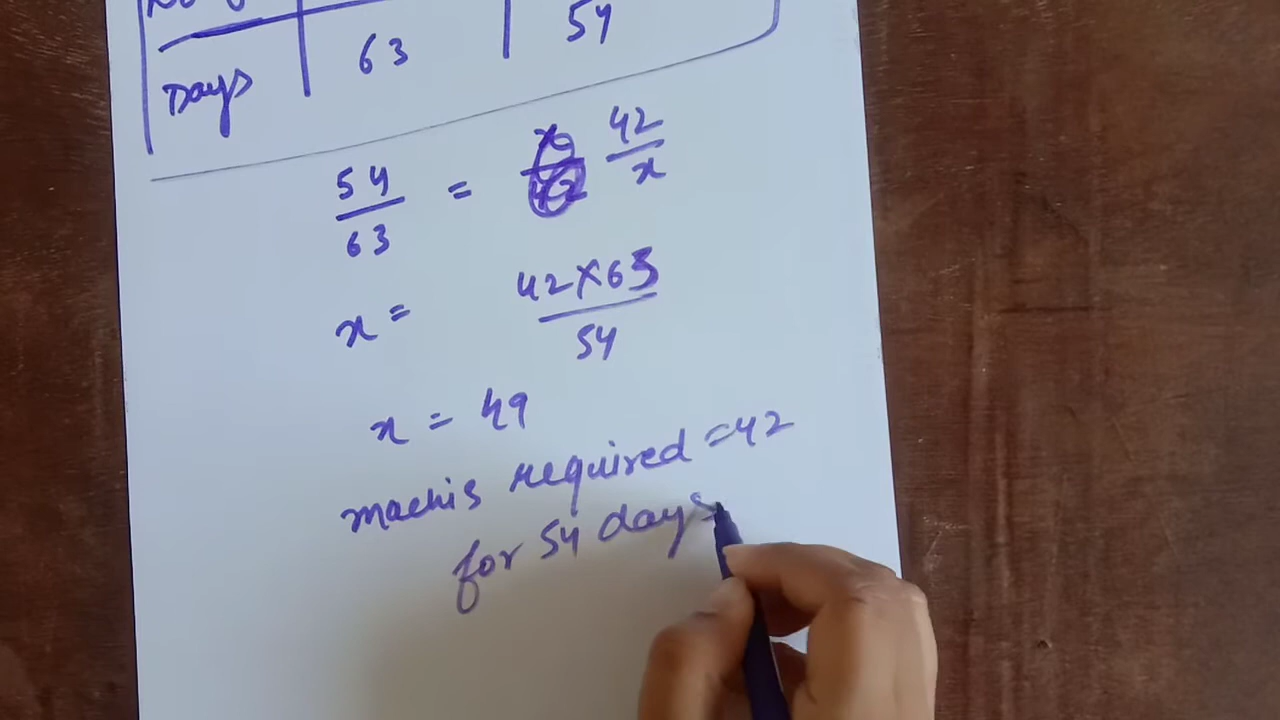 63 54
Days
54/63 = 42/x
x = 42×63/54
x = 49
machis required = 42
for 54 days